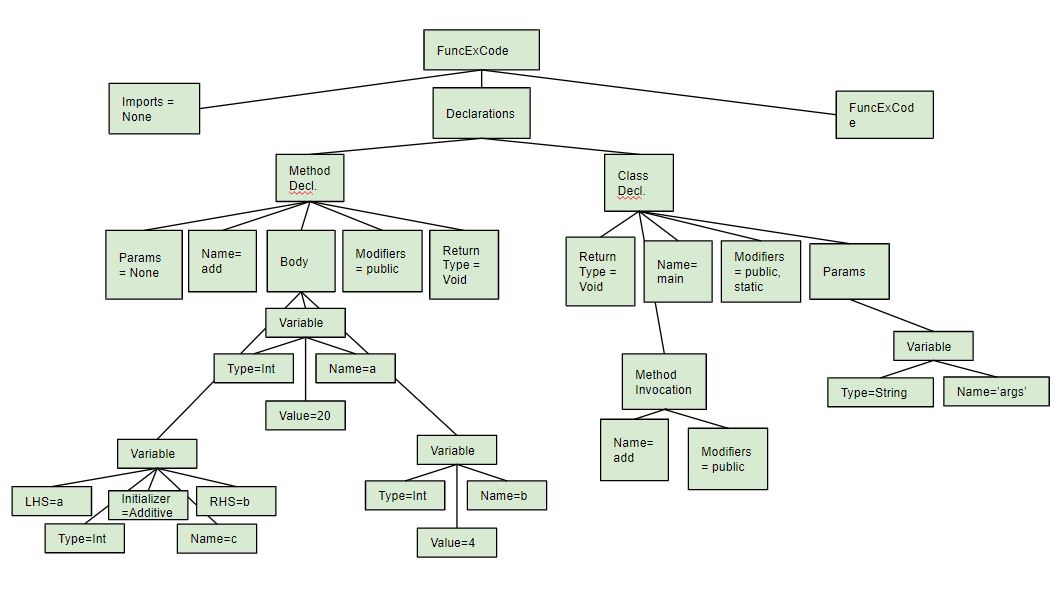 FuncExCode
Imports =
None
Declarations
FuncExCod
e
Method
Decl.
Class
Decl.
Params
= None
Name=
add
Body
Modifiers
= public
Return
Type =
Void
Return
Type =
Void
Name=
main
Modifiers
= public,
static
Params
Variable
Type=Int
Name=a
Value=20
Variable
Type=String
Name='args'
Method
Invocation
Name=
add
Modifiers
= public
Variable
LHS=a
Initializer
=Additive
RHS=b
Type=Int
Name=c
Variable
Type=Int
Name=b
Value=4